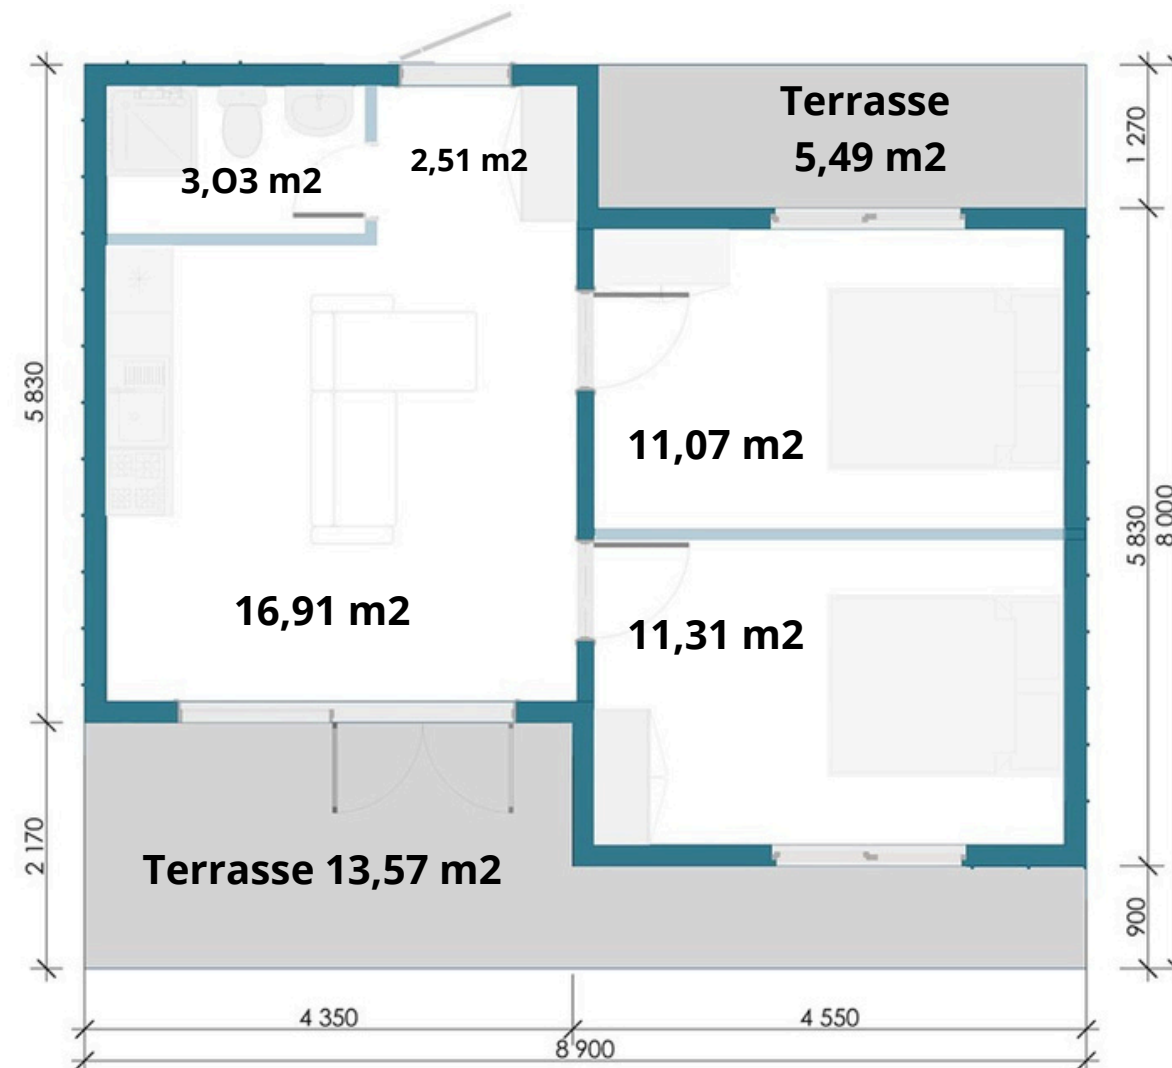 Terrasse
5,49 m2
3,O3 m2
2,51 m2
1 270
5 830
11,07 m2
5 830
8 000
16,91 m2
11,31 m2
2 170
Terrasse 13,57 m2
900
4 350
4 550
8 900